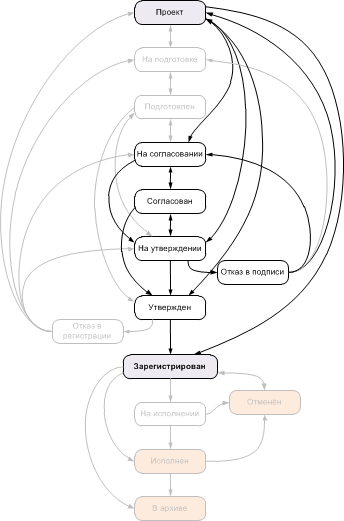 Проект
На подготовке
Подготовлен
На согласовании
Согласован
На утверждении
Отказ в подписи
Утвержден
Отказ в
регистрации
Зарегистрирован
Отменён
На исполнении
Исполнен
В архиве